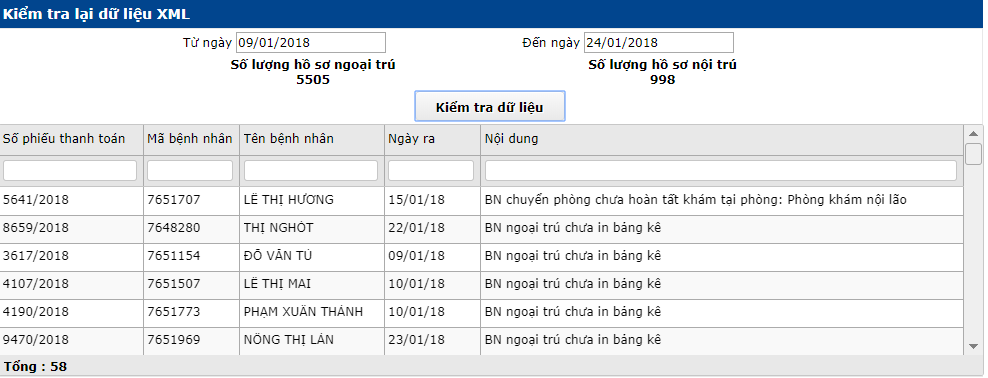 Kiểm tra lại dữ liệu XML
Từ ngày 09/01/2018 Đến ngày 24/01/2018
Số lượng hồ sơ ngoại trú Số lượng hồ sơ nội trú
5505 998
Kiểm tra dữ liệu
Số phiếu thanh toán Mã bệnh nhân Tên bệnh nhân Ngày ra Nội dung
5641/2018 7651707 LÊ THỊ HƯƠNG 15/01/18 BN chuyển phòng chưa hoàn tất khám tại phòng: Phòng khám nội lão
8659/2018 7648280 THỊ NGHÓT 22/01/18 BN ngoại trú chưa in bảng kê
3617/2018 7651154 ĐỖ VĂN TÚ 09/01/18 BN ngoại trú chưa in bảng kê
4107/2018 7651507 LÊ THỊ MAI 10/01/18 BN ngoại trú chưa in bảng kê
4190/2018 7651773 PHẠM XUÂN THÀNH 10/01/18 BN ngoại trú chưa in bảng kê
9470/2018 7651969 NÔNG THỊ LÂN 23/01/18 BN ngoại trú chưa in bảng kê
Tổng : 58